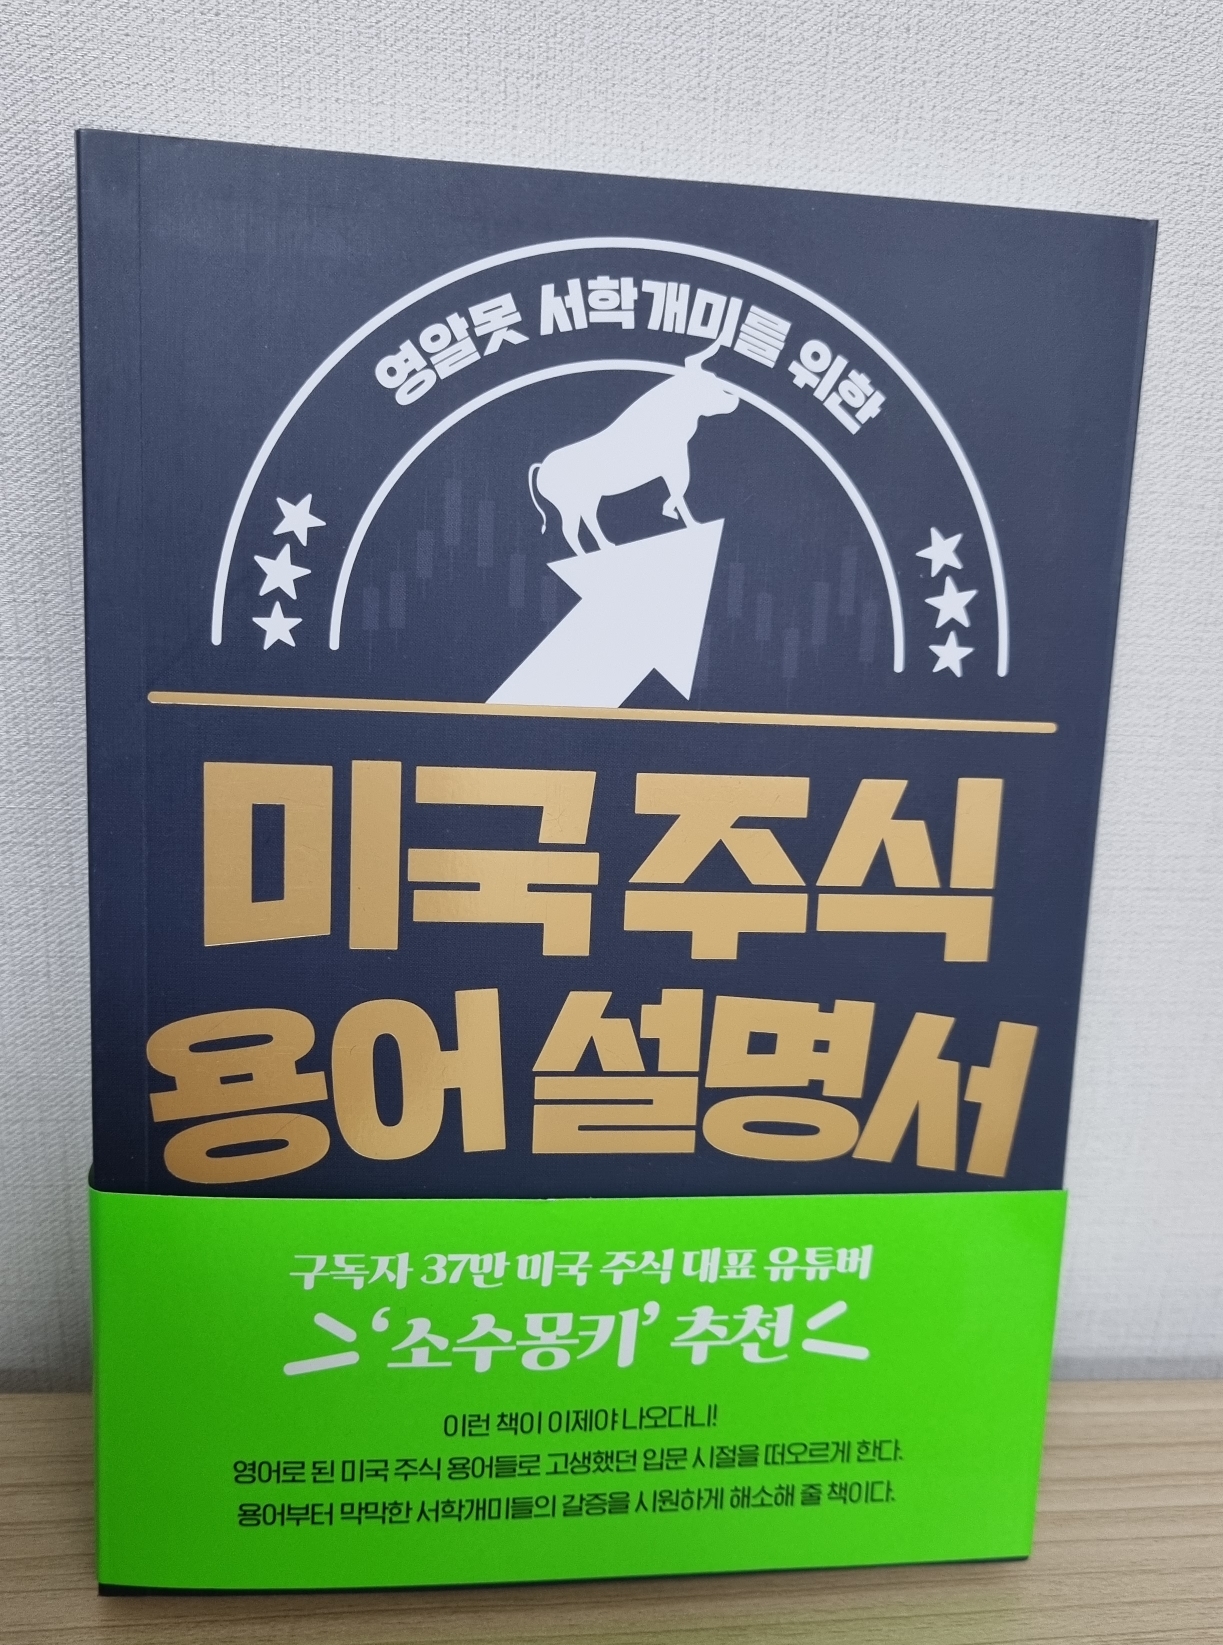 영알못 서학개미를 위한
미국 주식
용어 설명서
구독자 37만 미국 주식 대표 유튜버
‘소수몽키’ 추천
이런 책이 이제야 나오다니!
영어로 된 미국 주식 용어들로 고생했던 입문 시절을 떠오르게 한다.
용어부터 막막한 서학개미들의 갈증을 시원하게 해소해 줄 책이다.